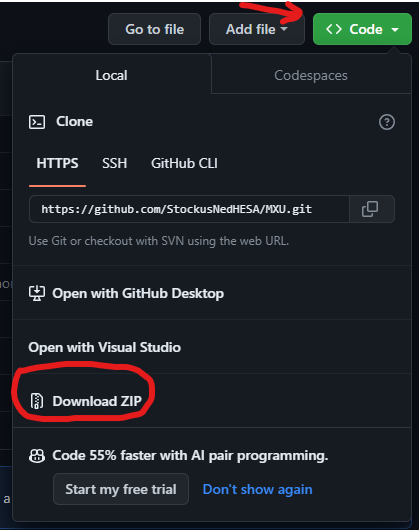 Go to file
Add file
<> Code
Local
Codespaces
Clone
HTTPS
SSH
GitHub CLI
https://github.com/StockusNedHESA/MXU.git
Use Git or checkout with SVN using the web URL.
Open with GitHub Desktop
Open with Visual Studio
Download ZIP
Code 55% faster with AI pair programming.
Start my free trial
Don't show again
a